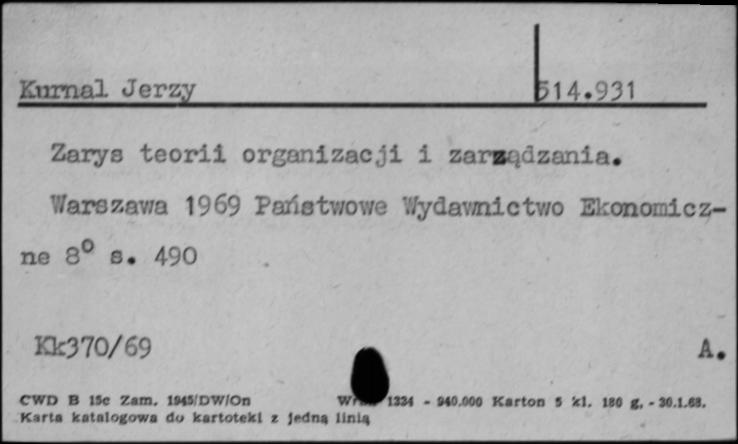 Kurnal Jerzy 514.931
Zarys teorii organizacji i zarządzania.
Warszawa 1969 Państwowe Wydawnictwo Ekonomicz-
ne 8° s. 490
Kk370/69 A.
CWD B 15c Zam. 1945/DW/On 1334 - 940.000 Karton 5 kl. 180 g. - 30.1.68.
Karta katalogowa do kartoteki z jedną linią